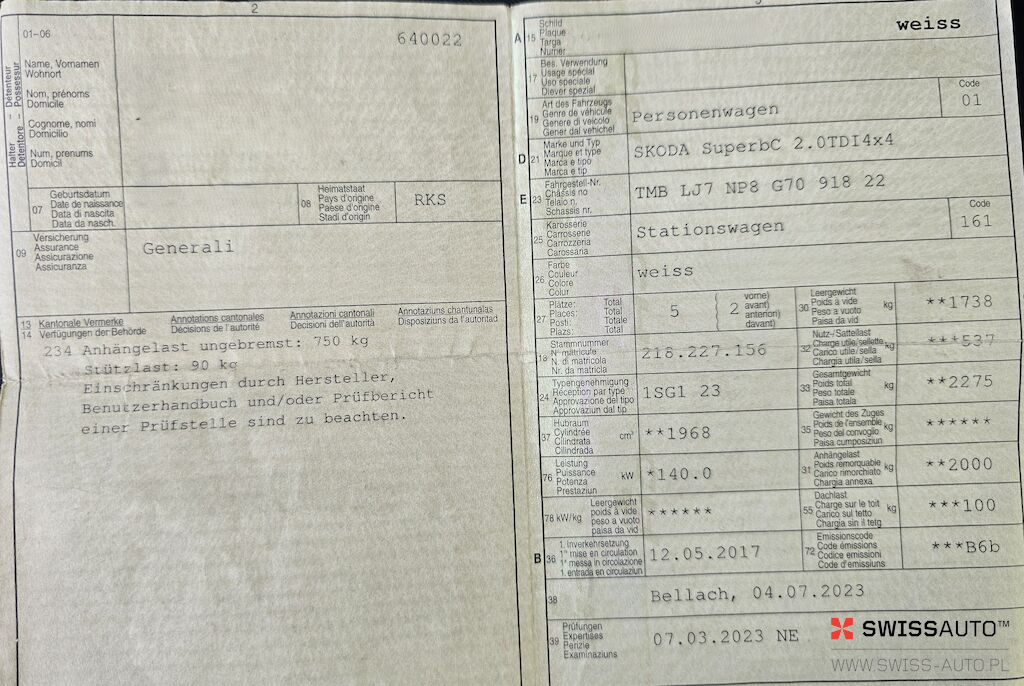 2
01-06
640022
Halter
Detenteur
Detentore
Possessur
Name, Vornamen
Wohnort
Nom, prénoms
Domicile
Cognome, nomi
Domicilio
Num, prenums
Domicil
07
Geburtsdatum
Date de naissance
Data di nascita
Data da nasch.
08
Heimatstaat
Pays d'origine
Paese d'origine
Stadi d'origin
RKS
09
Versicherung
Assurance
Assicurazione
Assicuranza
Generali
13 Kantonale Vermerke
14 Verfügungen der Behörde
Annotations cantonales
Décisions de l'autorité
Annotazioni cantonali
Decisioni dell'autorità
Annotaziuns chantunalas
Disposiziuns da l'autoritad
234 Anhängelast ungebremst: 750 kg
Stützlast: 90 kg
Einschränkungen durch Hersteller,
Benutzerhandbuch und/oder Prüfbericht
einer Prüfstelle sind zu beachten.
A 15
Schild
Plaque
Targa
Numer
weiss
17
Bes. Verwendung
Usage spécial
Uso speciale
Diever spezial
19
Art des Fahrzeugs
Genre de véhicule
Genere di veicolo
Gener dal vehichel
Personenwagen
Code
01
D 21
Marke und Typ
Marque et type
Marca e tipo
Marca e tip
SKODA SuperbC 2.0TDI4x4
E 23
Fahrgestell-Nr.
Châssis no
Telaio n.
Schassis nr.
TMB LJ7 NP8 G70 918 22
25
Karosserie
Carrosserie
Carrozzeria
Carossaria
Stationswagen
Code
161
26
Farbe
Couleur
Colore
Colur
weiss
27
Plätze: Total
Places: Total
Posti: Totale
Plazs: Total
5
2
vorne)
avant)
anteriori)
davant)
30
Leergewicht
Poids à vide
Peso a vuoto
Paisa da vid
kg
**1738
18
Stammnummer
N. matricule
N. di matricola
Nr. da matricla
218.227.156
32
Nutz-/Sattellast
Charge utile/sellette
Carico utile/sella
Chargia utila/sella
kg
***537
24
Typengenehmigung
Réception par type
Approvazione del tipo
Approvaziun dal tip
1SG1 23
33
Gesamtgewicht
Poids total
Peso totale
Paisa totala
kg
**2275
37
Hubraum
Cylindrée
Cilindrata
Cilindrada
cm³
**1968
35
Gewicht des Zuges
Poids de l'ensemble
Peso del convoglio
Paisa cumposiziun
kg
******
76
Leistung
Puissance
Potenza
Prestaziun
kW
*140.0
31
Anhängelast
Poids remorquable
Carico rimorchiato
Chargia annexa
kg
**2000
78 kW/kg
Leergewicht
poids à vide
peso a vuoto
paisa da vid
******
55
Dachlast
Charge sur le toit
Carico sul tetto
Chargia sin il tetg
kg
***100
B 36
1. Inverkehrsetzung
1re mise en circulation
1a messa in circolazione
1. entrada en circulaziun
12.05.2017
72
Emissionscode
Code émissions
Codice emissioni
Code d'emissiuns
***B6b
38
Bellach, 04.07.2023
39
Prüfungen
Expertises
Perizie
Examinaziuns
07.03.2023 NE
SWISSAUTO™
WWW.SWISS-AUTO.PL